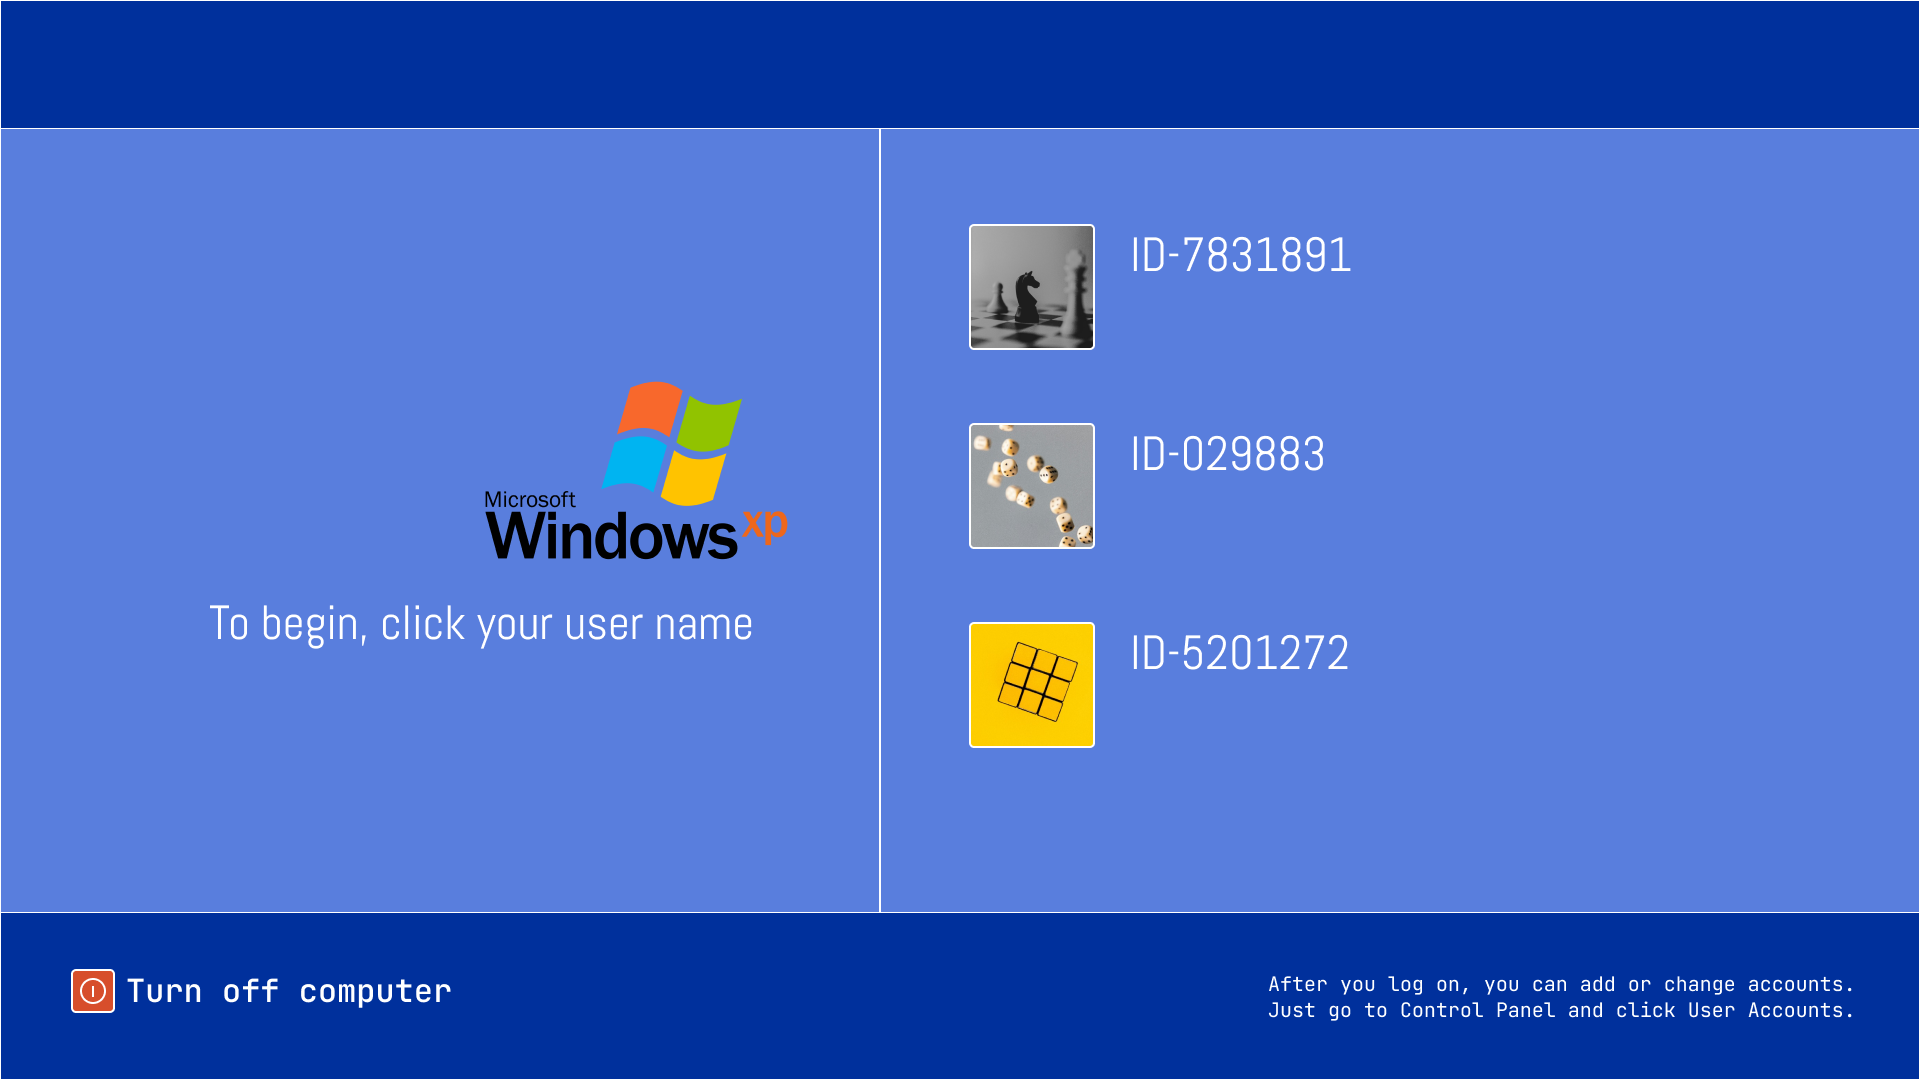 Microsoft
Windows xp
To begin, click your user name
ID-7831891
ID-029883
ID-5201272
Turn off computer
After you log on, you can add or change accounts.
Just go to Control Panel and click User Accounts.